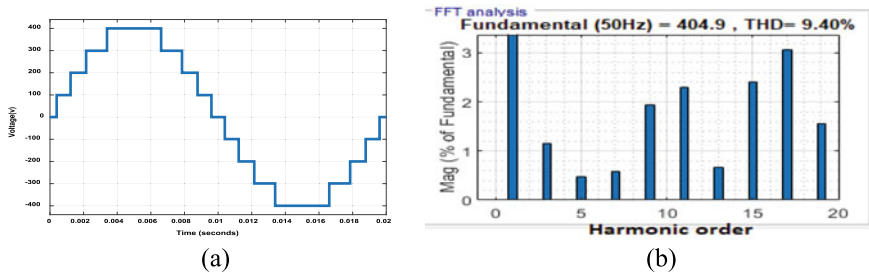 400
300
200
100
0
-100
-200
-300
-400
Voltage(v)
0 0.002 0.004 0.006 0.008 0.01 0.012 0.014 0.016 0.018 0.02
Time (seconds)
(a)
FFT analysis
Fundamental (50Hz) = 404.9 , THD= 9.40%
3
2
1
0
Mag (% of Fundamental)
0 5 10 15 20
Harmonic order
(b)